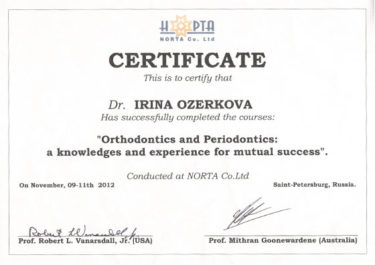 НОРТА
NORTA Co. Ltd
CERTIFICATE
This is to certify that
Dr. IRINA OZERKOVA
Has successfully completed the courses:
"Orthodontics and Periodontics:
a knowledges and experience for mutual success".
Conducted at NORTA Co.Ltd
On November, 09-11th 2012 Saint-Petersburg, Russia.
Prof. Robert L. Vanarsdall, Jr. (USA) Prof. Mithran Goonewardene (Australia)